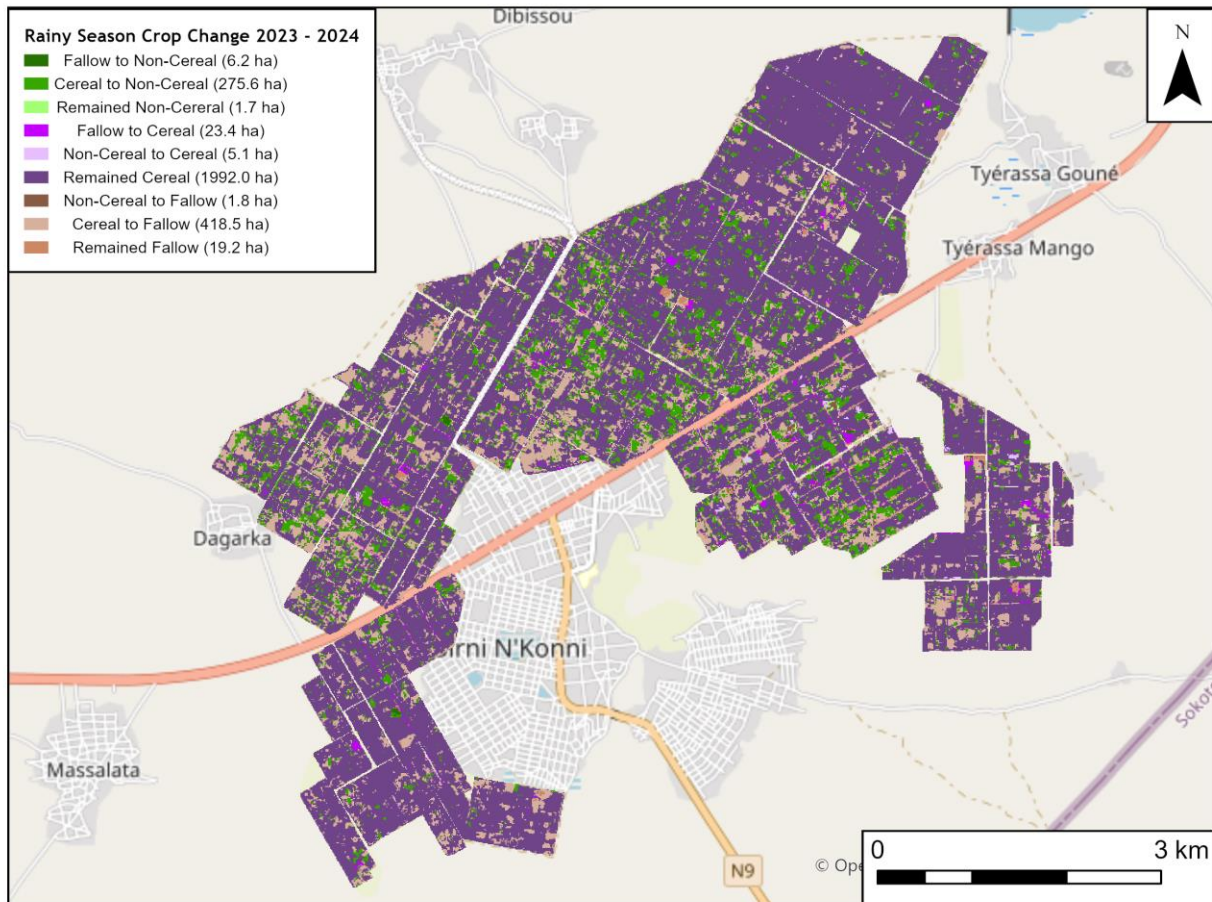 Rainy Season Crop Change 2023 - 2024
Fallow to Non-Cereal (6.2 ha)
Cereal to Non-Cereal (275.6 ha)
Remained Non-Cereral (1.7 ha)
Fallow to Cereal (23.4 ha)
Non-Cereal to Cereal (5.1 ha)
Remained Cereal (1992.0 ha)
Non-Cereal to Fallow (1.8 ha)
Cereal to Fallow (418.5 ha)
Remained Fallow (19.2 ha)
Dibissou
N
Tyérassa Gouné
Tyérassa Mango
Dagarka
irni N'Konni
Massalata
Sokoto
N9
© Ope
0 3 km